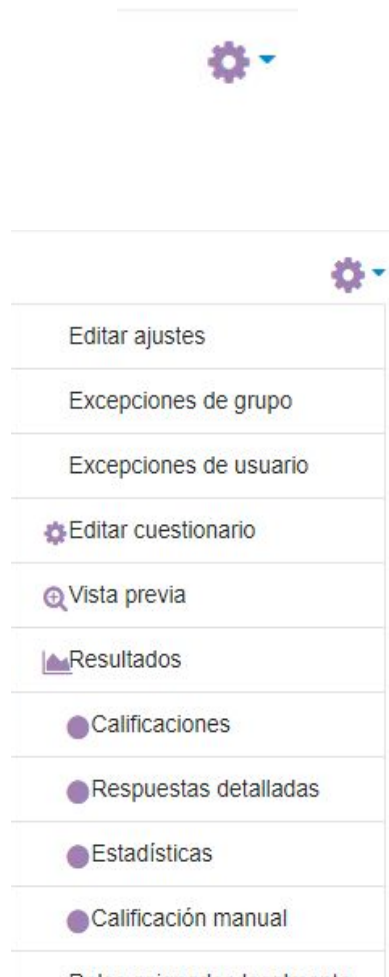 Editar ajustes
Excepciones de grupo
Excepciones de usuario
Editar cuestionario
Vista previa
Resultados
Calificaciones
Respuestas detalladas
Estadísticas
Calificación manual